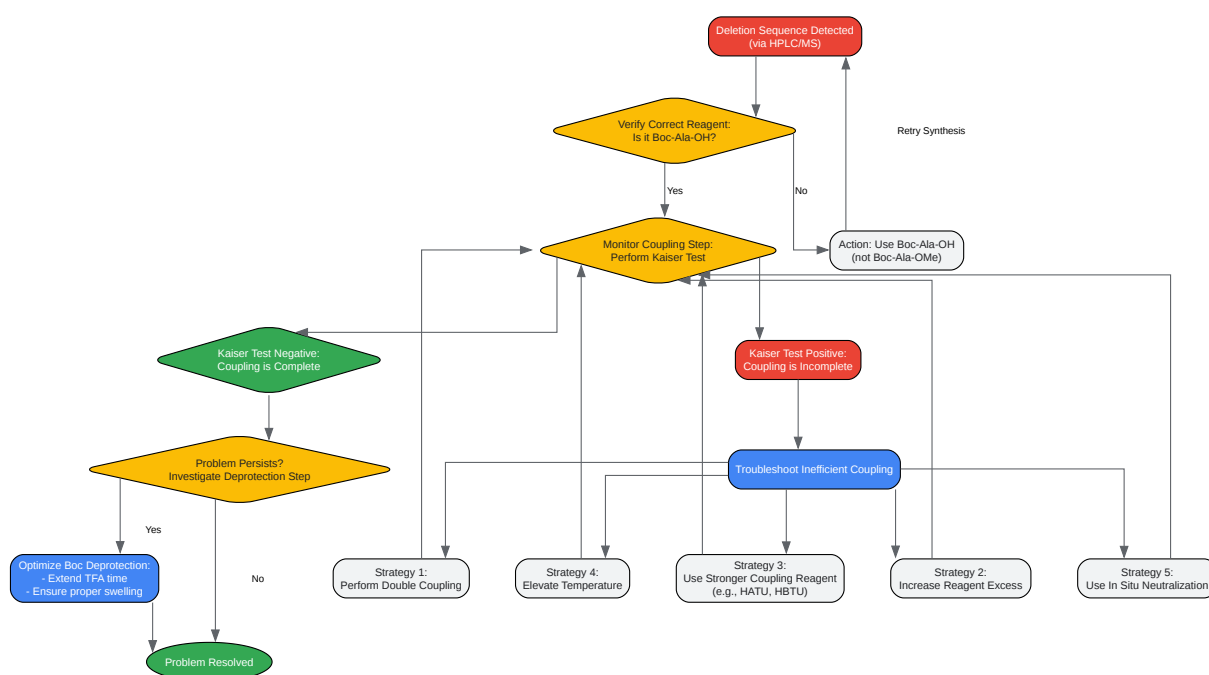 Deletion Sequence Detected
(via HPLC/MS)
Verify Correct Reagent:
Is it Boc-Ala-OH?
Retry Synthesis
Yes
No
Monitor Coupling Step:
Perform Kaiser Test
Action: Use Boc-Ala-OH
(not Boc-Ala-OMe)
Kaiser Test Negative:
Coupling is Complete
Kaiser Test Positive:
Coupling is Incomplete
Problem Persists?
Investigate Deprotection Step
Troubleshoot Inefficient Coupling
Yes
No
Optimize Boc Deprotection:
- Extend TFA time
- Ensure proper swelling
Strategy 1:
Perform Double Coupling
Strategy 4:
Elevate Temperature
Strategy 3:
Use Stronger Coupling Reagent
(e.g., HATU, HBTU)
Strategy 2:
Increase Reagent Excess
Strategy 5:
Use In Situ Neutralization
Problem Resolved